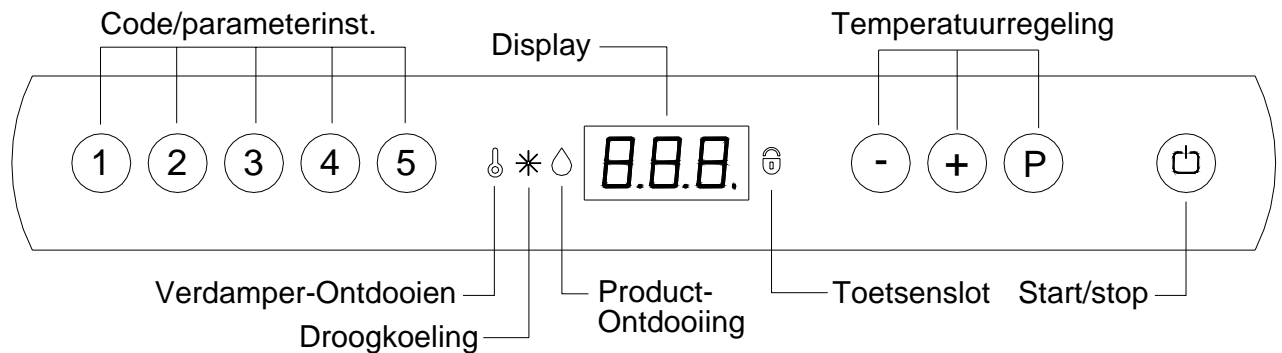 Code/parameterinst.
Temperatuurregeling
Display
1 2 3 4 5 8.8.8. - + P
Verdamper-Ontdooien
Droogkoeling
Product-
Ontdooiing
Toetsenslot
Start/stop